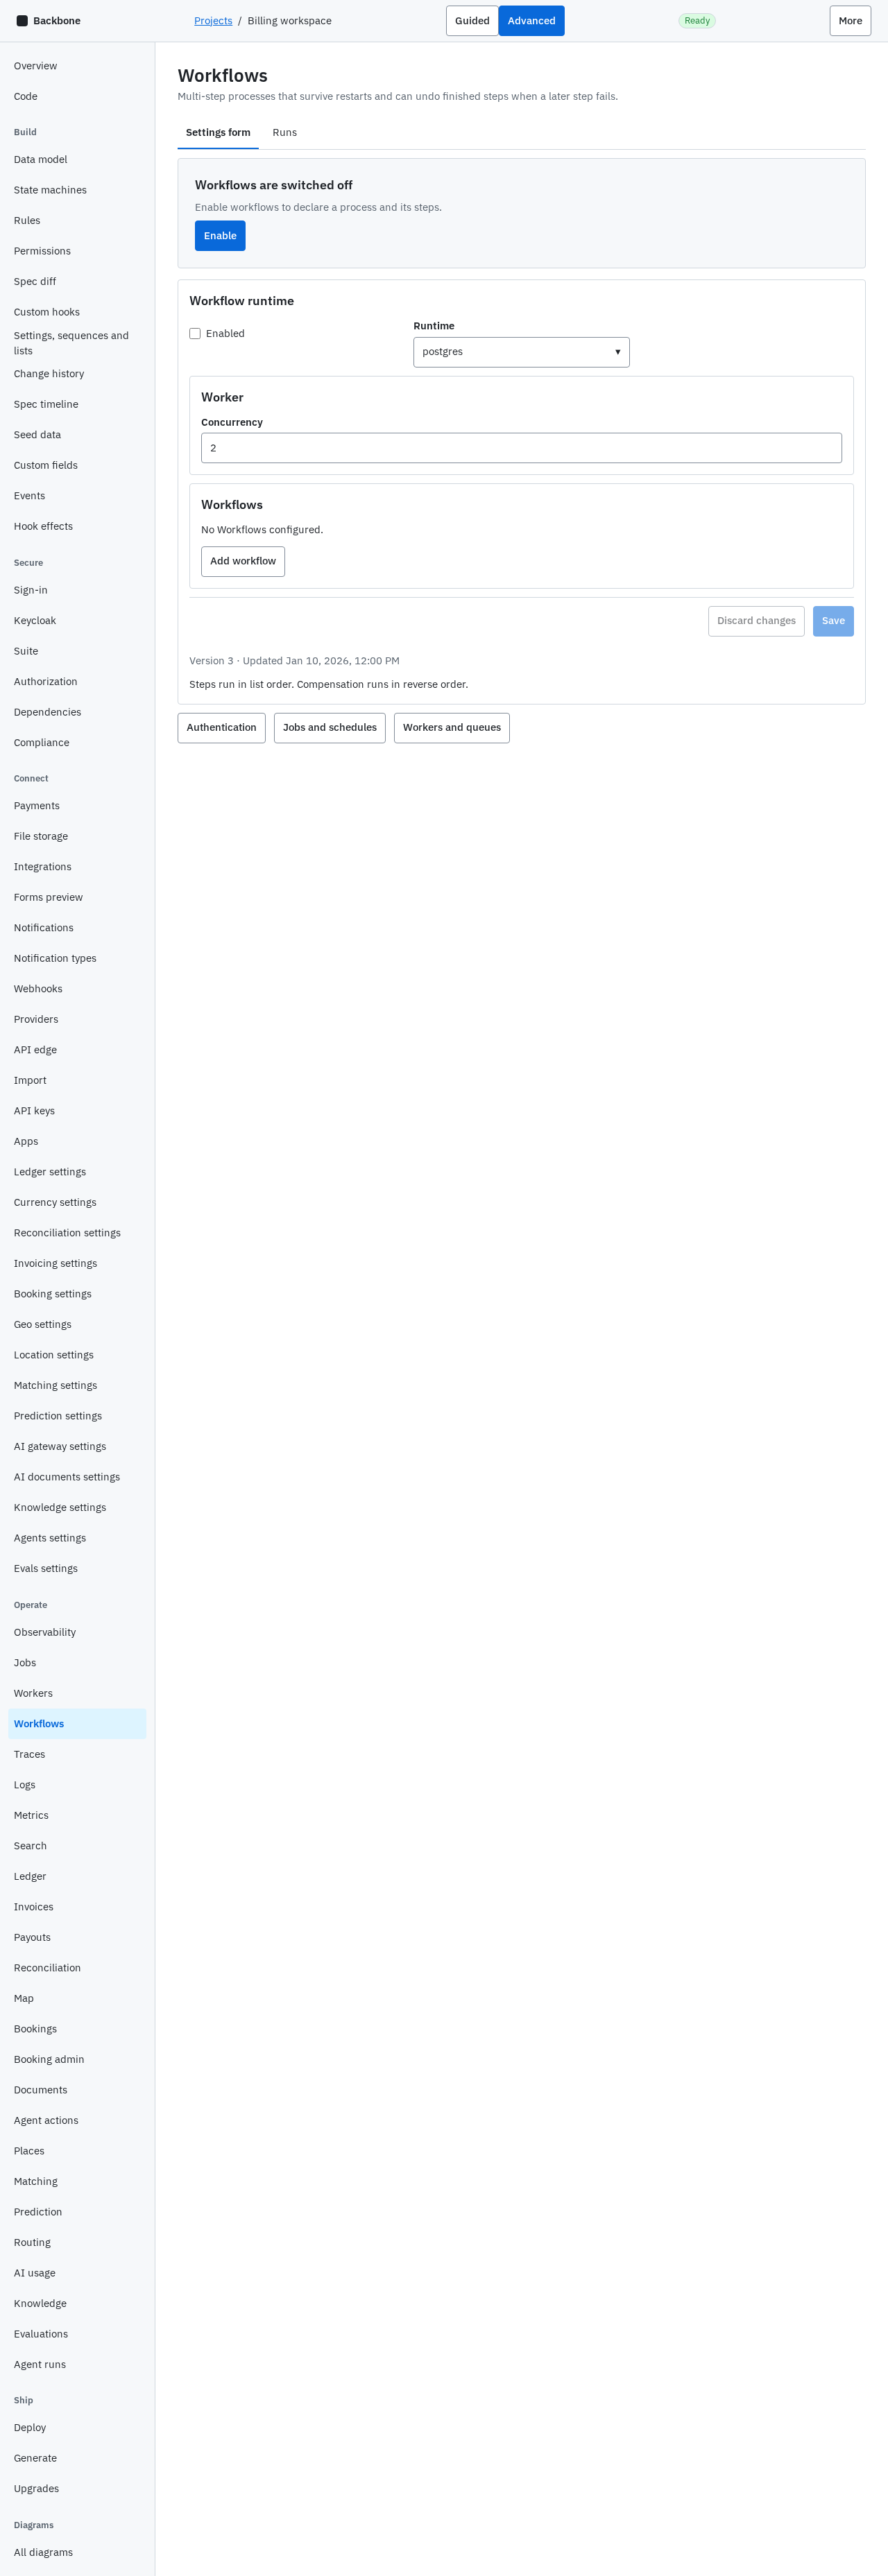 Backbone
Projects / Billing workspace
Guided
Advanced
Ready
More
Overview
Code
Build
Data model
State machines
Rules
Permissions
Spec diff
Custom hooks
Settings, sequences and
lists
Change history
Spec timeline
Seed data
Custom fields
Events
Hook effects
Secure
Sign-in
Keycloak
Suite
Authorization
Dependencies
Compliance
Connect
Payments
File storage
Integrations
Forms preview
Notifications
Notification types
Webhooks
Providers
API edge
Import
API keys
Apps
Ledger settings
Currency settings
Reconciliation settings
Invoicing settings
Booking settings
Geo settings
Location settings
Matching settings
Prediction settings
AI gateway settings
AI documents settings
Knowledge settings
Agents settings
Evals settings
Operate
Observability
Jobs
Workers
Workflows
Traces
Logs
Metrics
Search
Ledger
Invoices
Payouts
Reconciliation
Map
Bookings
Booking admin
Documents
Agent actions
Places
Matching
Prediction
Routing
AI usage
Knowledge
Evaluations
Agent runs
Ship
Deploy
Generate
Upgrades
Diagrams
All diagrams
Workflows
Multi-step processes that survive restarts and can undo finished steps when a later step fails.
Settings form
Runs
Workflows are switched off
Enable workflows to declare a process and its steps.
Enable
Workflow runtime
Enabled
Runtime
postgres
Worker
Concurrency
2
Workflows
No Workflows configured.
Add workflow
Discard changes
Save
Version 3 · Updated Jan 10, 2026, 12:00 PM
Steps run in list order. Compensation runs in reverse order.
Authentication
Jobs and schedules
Workers and queues